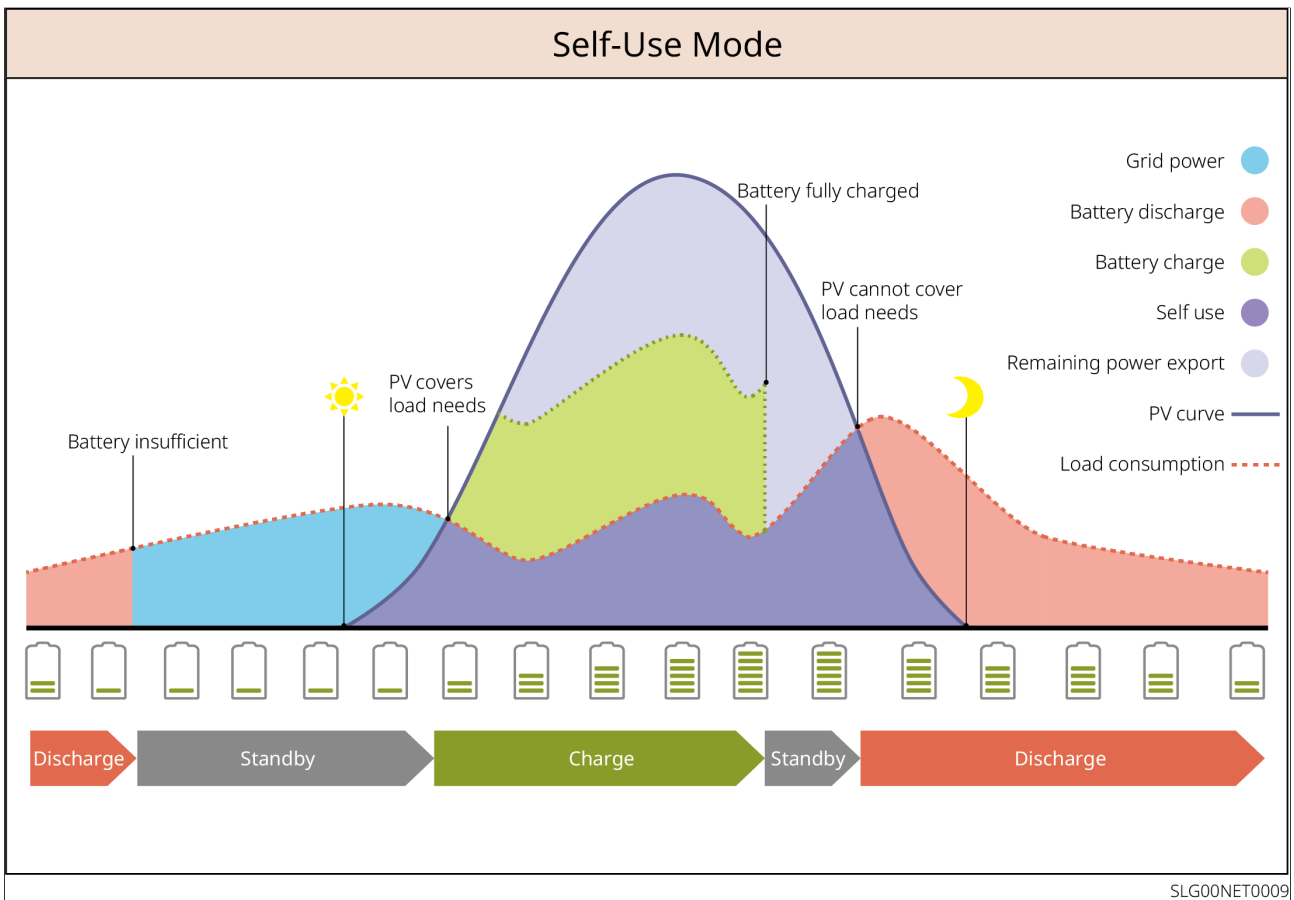 Self-Use Mode
Grid power
Battery discharge
Battery charge
Self use
Remaining power export
PV curve
Load consumption
Battery fully charged
PV cannot cover
load needs
PV covers
load needs
Battery insufficient
Discharge
Standby
Charge
Standby
Discharge
SLG00NET0009